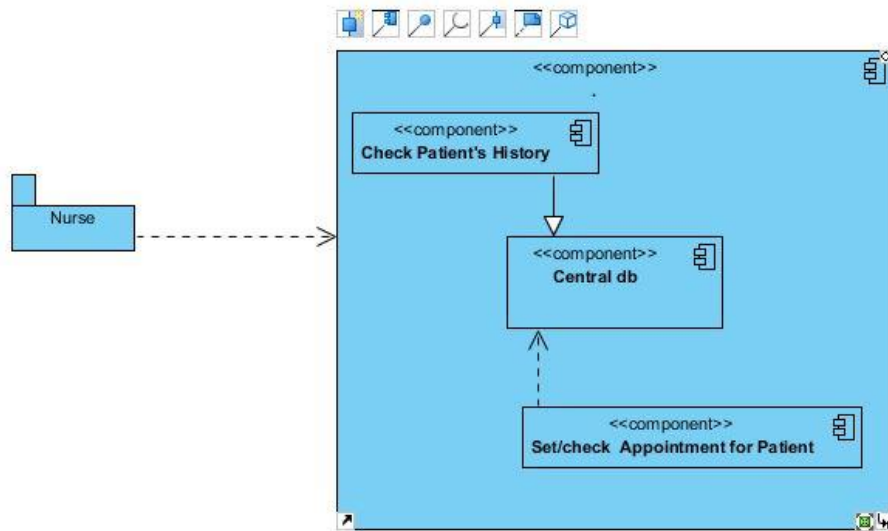 <<component>>
.
<<component>>
Check Patient's History
Nurse
<<component>>
Central db
<<component>>
Set/check Appointment for Patient